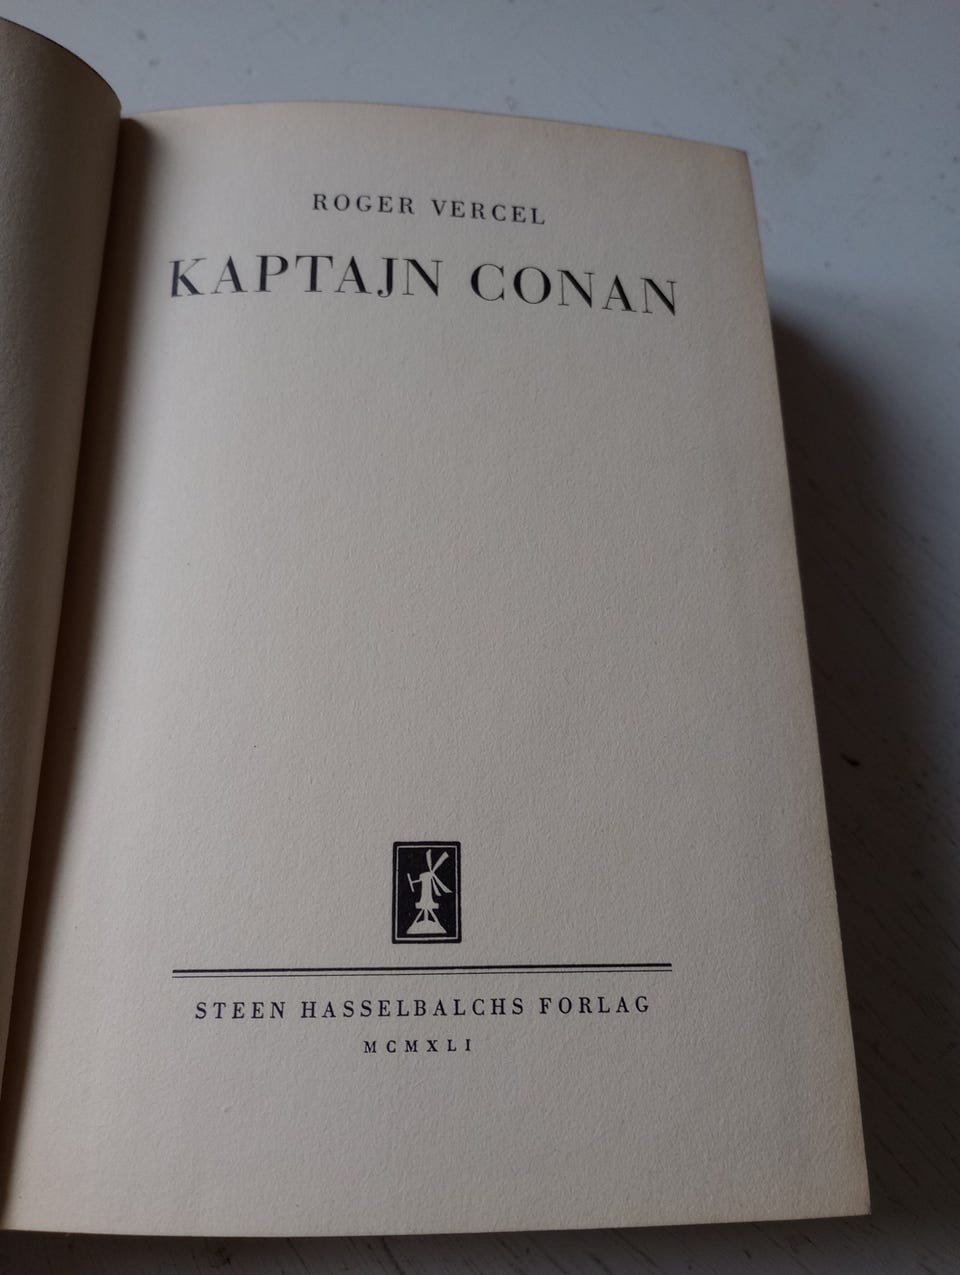 ROGER VERCEL
KAPTAJN CONAN
STEEN HASSELBALCHS FORLAG
MCMXLI